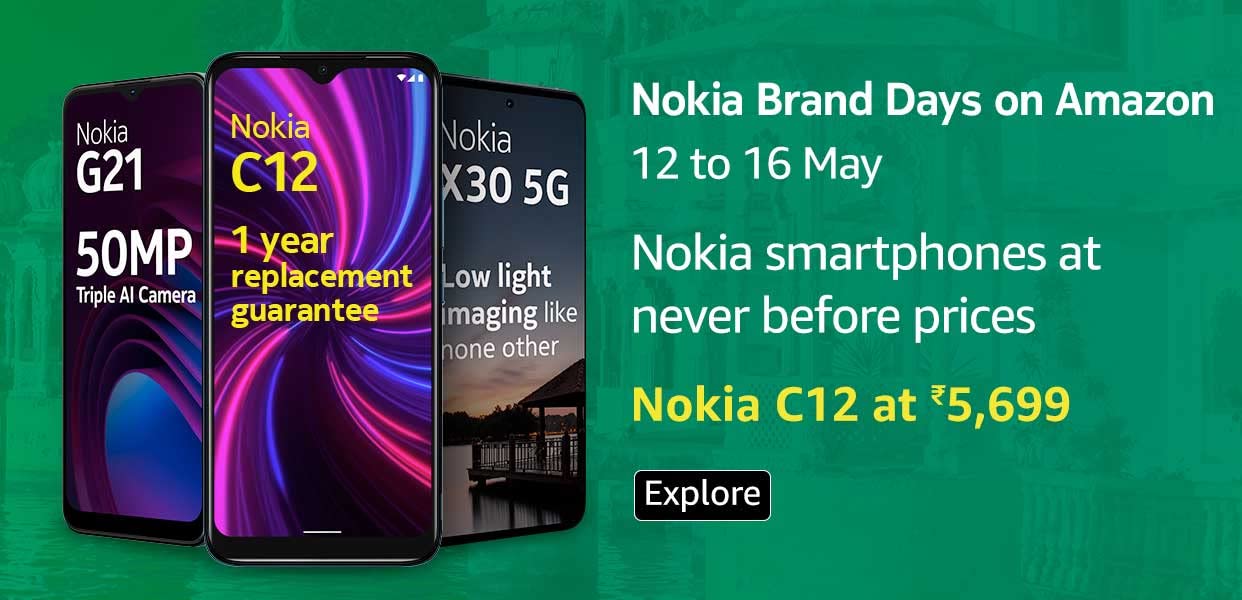 Nokia
G21
50MP
Triple AI Camera
Nokia
C12
1 year
replacement
guarantee
Nokia
X30 5G
Low light
imaging like
none other
Nokia Brand Days on Amazon
12 to 16 May
Nokia smartphones at
never before prices
Nokia C12 at ₹5,699
Explore